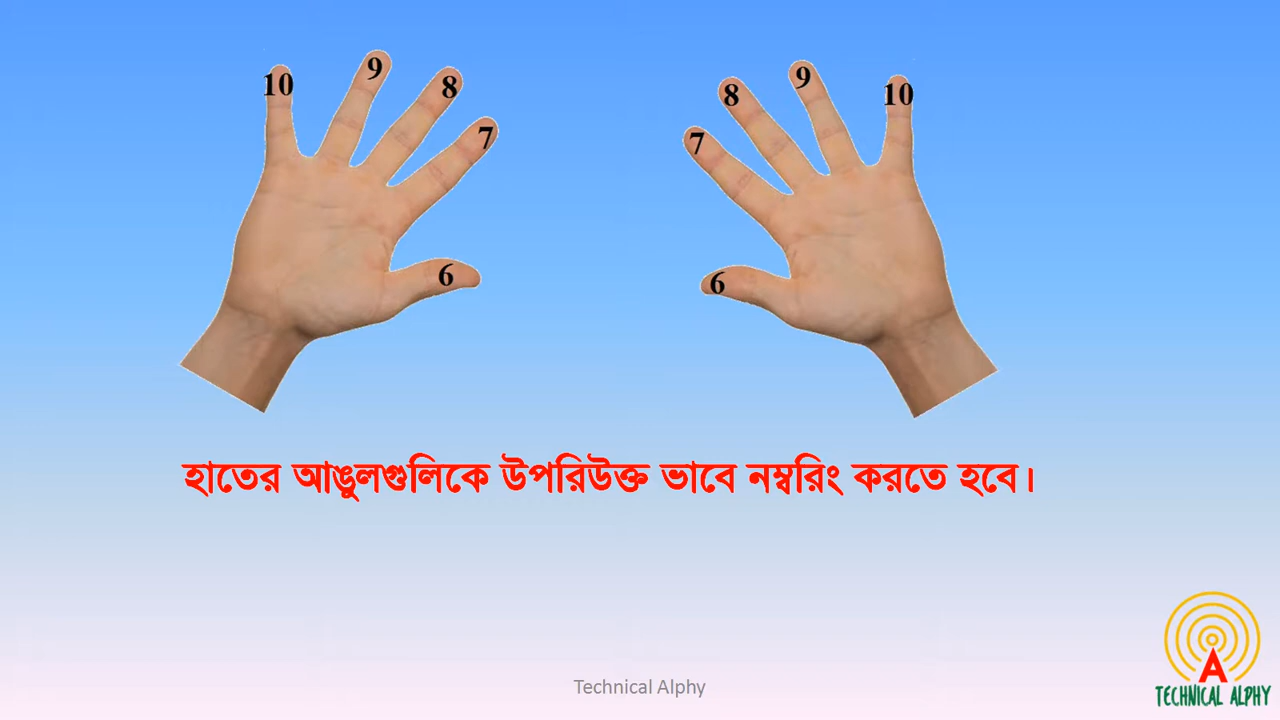 10 9 8 7 6
7 8 9 10 6
হাতের আঙুলগুলিকে উপরিউক্ত ভাবে নম্বরিং করতে হবে।
Technical Alphy
A
TECHNICAL ALPHY